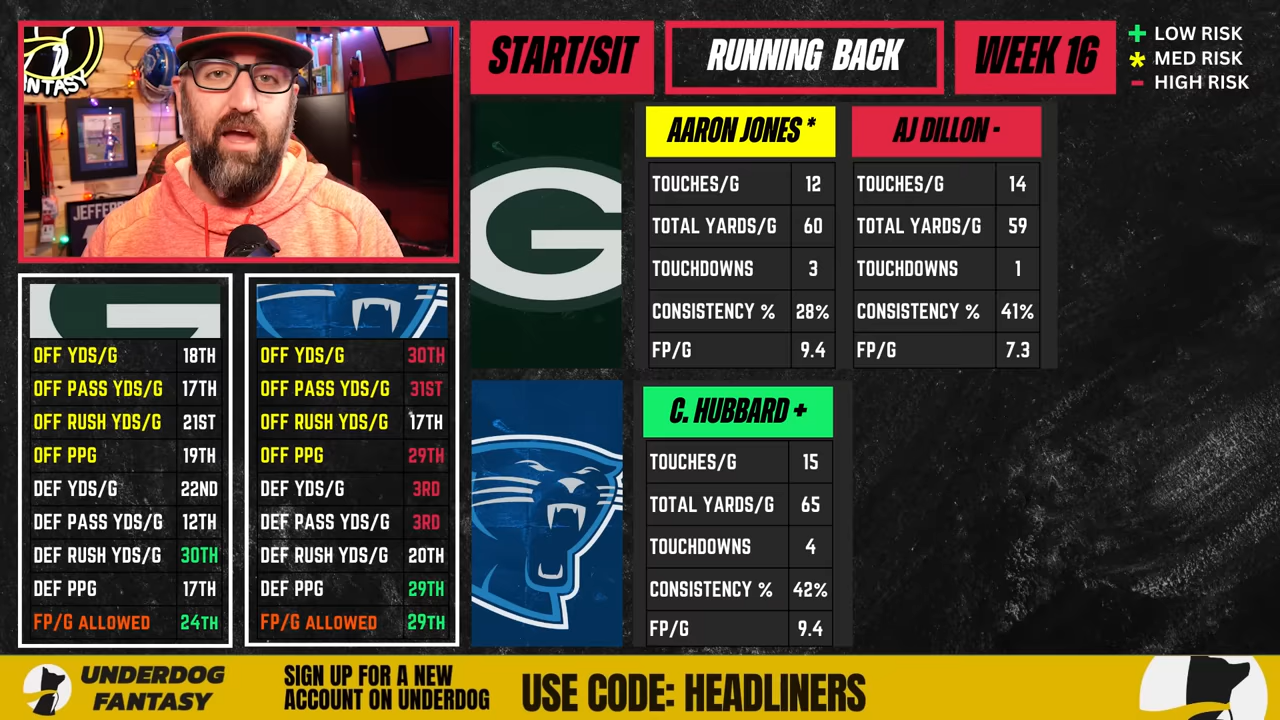 START/SIT
RUNNING BACK
WEEK 16
+ LOW RISK
* MED RISK
- HIGH RISK
NTASY
JEFFER
AARON JONES *
TOUCHES/G 12
TOTAL YARDS/G 60
TOUCHDOWNS 3
CONSISTENCY % 28%
FP/G 9.4
AJ DILLON -
TOUCHES/G 14
TOTAL YARDS/G 59
TOUCHDOWNS 1
CONSISTENCY % 41%
FP/G 7.3
G
OFF YDS/G 18TH
OFF PASS YDS/G 17TH
OFF RUSH YDS/G 21ST
OFF PPG 19TH
DEF YDS/G 22ND
DEF PASS YDS/G 12TH
DEF RUSH YDS/G 30TH
DEF PPG 17TH
FP/G ALLOWED 24TH
OFF YDS/G 30TH
OFF PASS YDS/G 31ST
OFF RUSH YDS/G 17TH
OFF PPG 29TH
DEF YDS/G 3RD
DEF PASS YDS/G 3RD
DEF RUSH YDS/G 20TH
DEF PPG 29TH
FP/G ALLOWED 29TH
C. HUBBARD +
TOUCHES/G 15
TOTAL YARDS/G 65
TOUCHDOWNS 4
CONSISTENCY % 42%
FP/G 9.4
UNDERDOG
FANTASY
SIGN UP FOR A NEW
ACCOUNT ON UNDERDOG
USE CODE: HEADLINERS